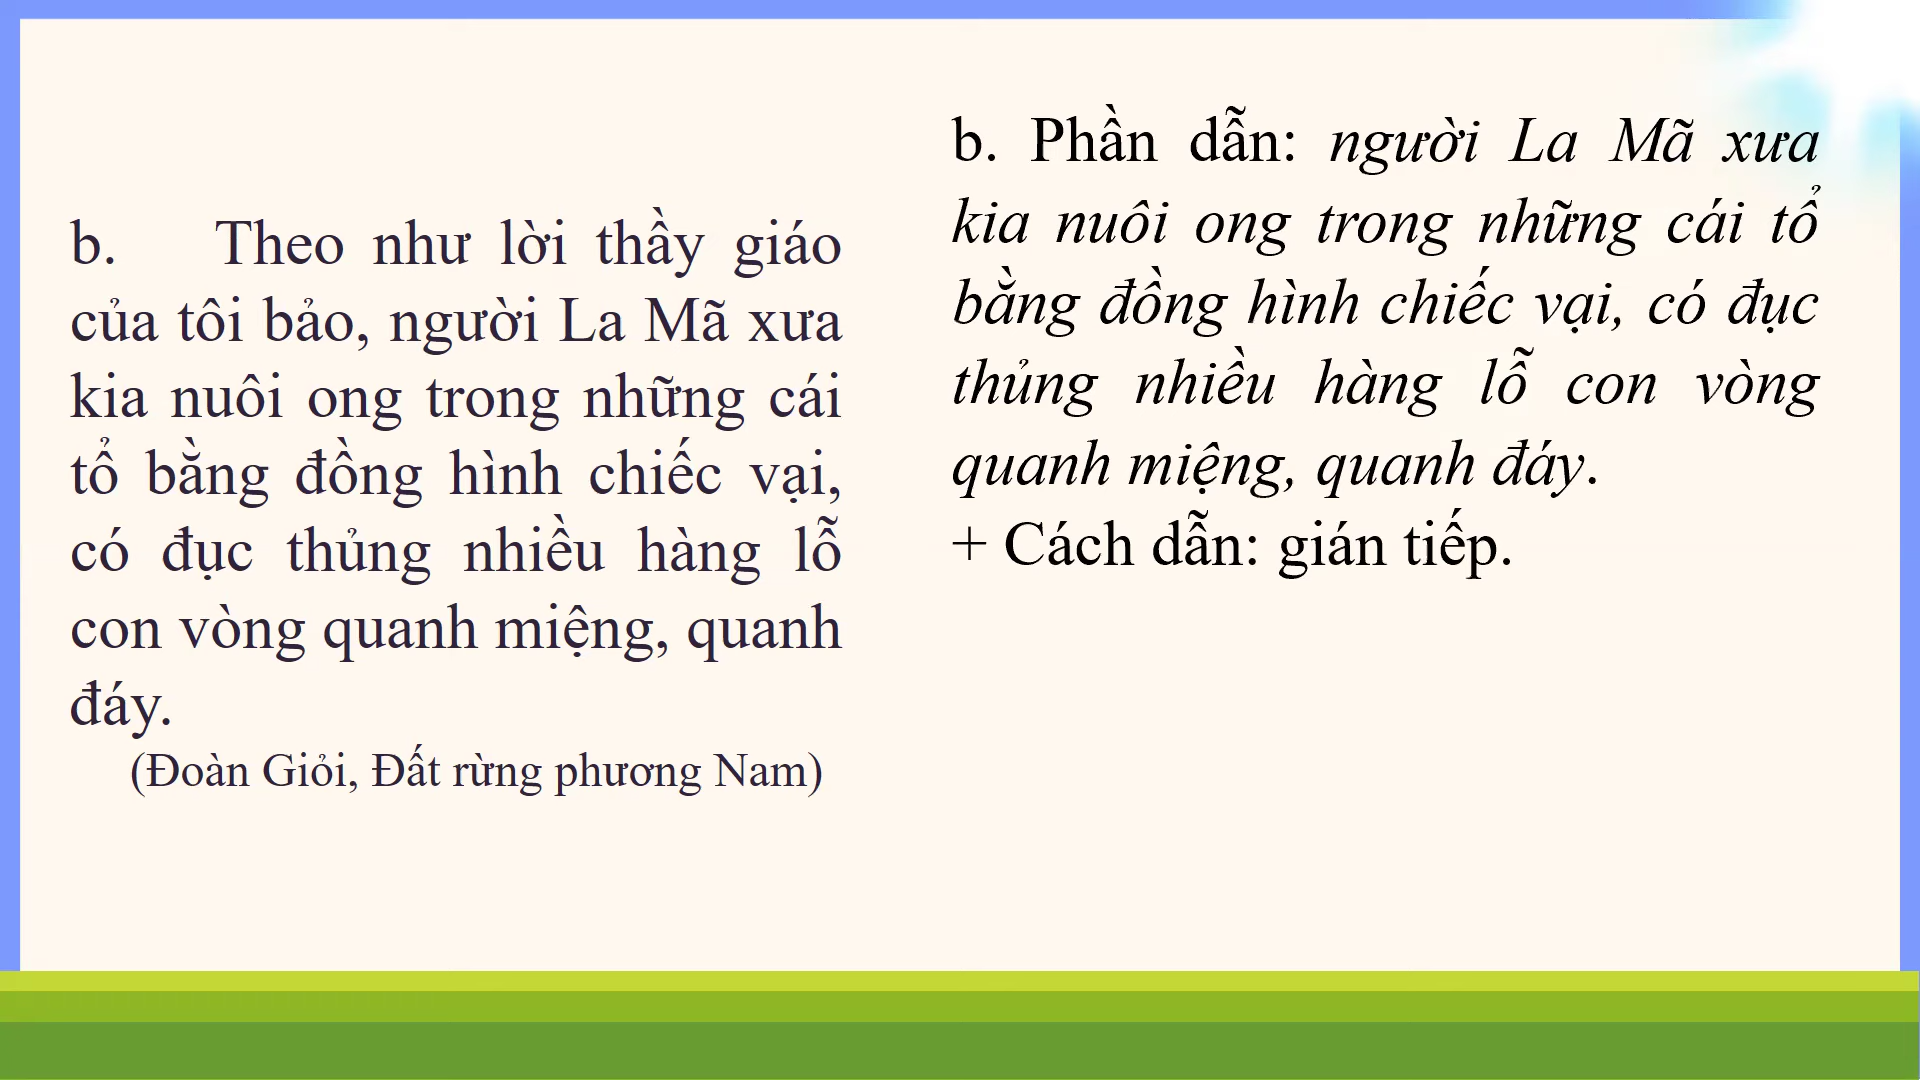 b. Theo như lời thầy giáo
của tôi bảo, người La Mã xưa
kia nuôi ong trong những cái
tổ bằng đồng hình chiếc vại,
có đục thủng nhiều hàng lỗ
con vòng quanh miệng, quanh
đáy.
(Đoàn Giỏi, Đất rừng phương Nam)
b. Phần dẫn: người La Mã xưa
kia nuôi ong trong những cái tổ
bằng đồng hình chiếc vại, có đục
thủng nhiều hàng lỗ con vòng
quanh miệng, quanh đáy.
+ Cách dẫn: gián tiếp.